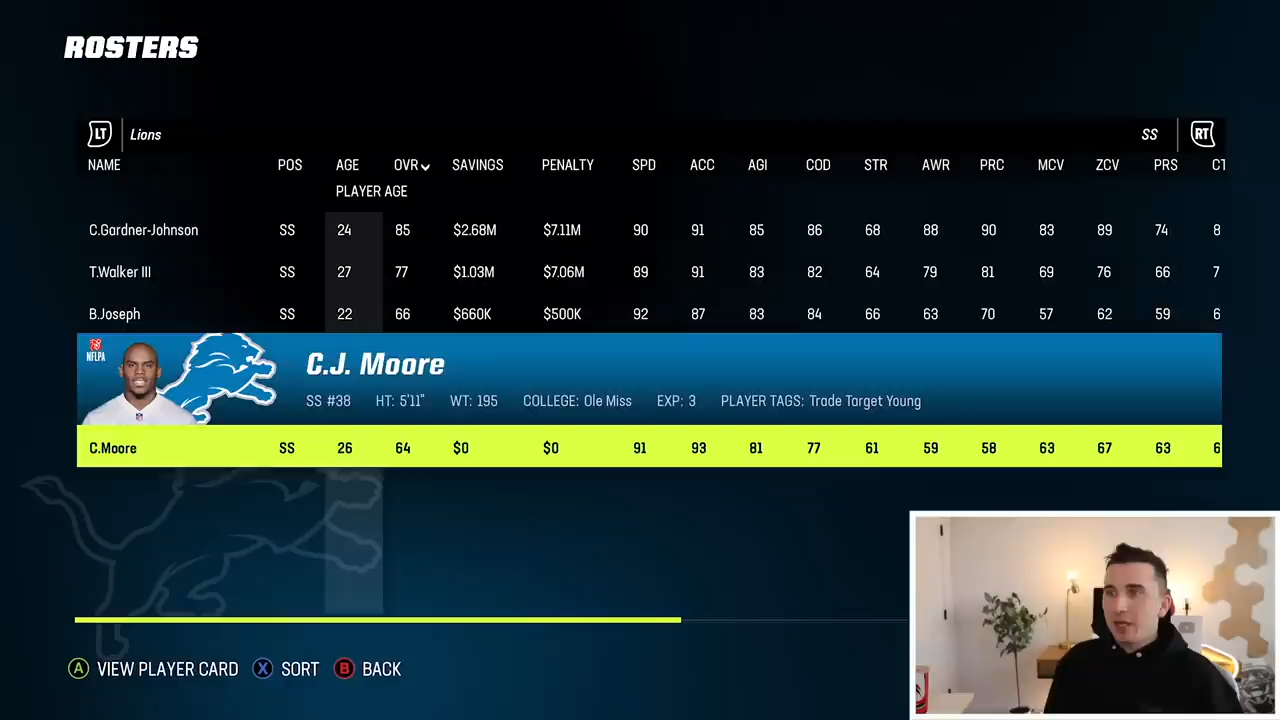 ROSTERS
LT Lions SS RT
NAME POS AGE OVR SAVINGS PENALTY SPD ACC AGI COD STR AWR PRC MCV ZCV PRS CT
PLAYER AGE
C.Gardner-Johnson SS 24 85 $2.68M $7.11M 90 91 85 86 68 88 90 83 89 74 8
T.Walker III SS 27 77 $1.03M $7.06M 89 91 83 82 64 79 81 69 76 66 7
B.Joseph SS 22 66 $660K $500K 92 87 83 84 66 63 70 57 62 59 6
NFLPA
C.J. Moore
SS #38 HT: 5'11" WT: 195 COLLEGE: Ole Miss EXP: 3 PLAYER TAGS: Trade Target Young
C.Moore SS 26 64 $0 $0 91 93 81 77 61 59 58 63 67 63 6
A VIEW PLAYER CARD X SORT B BACK